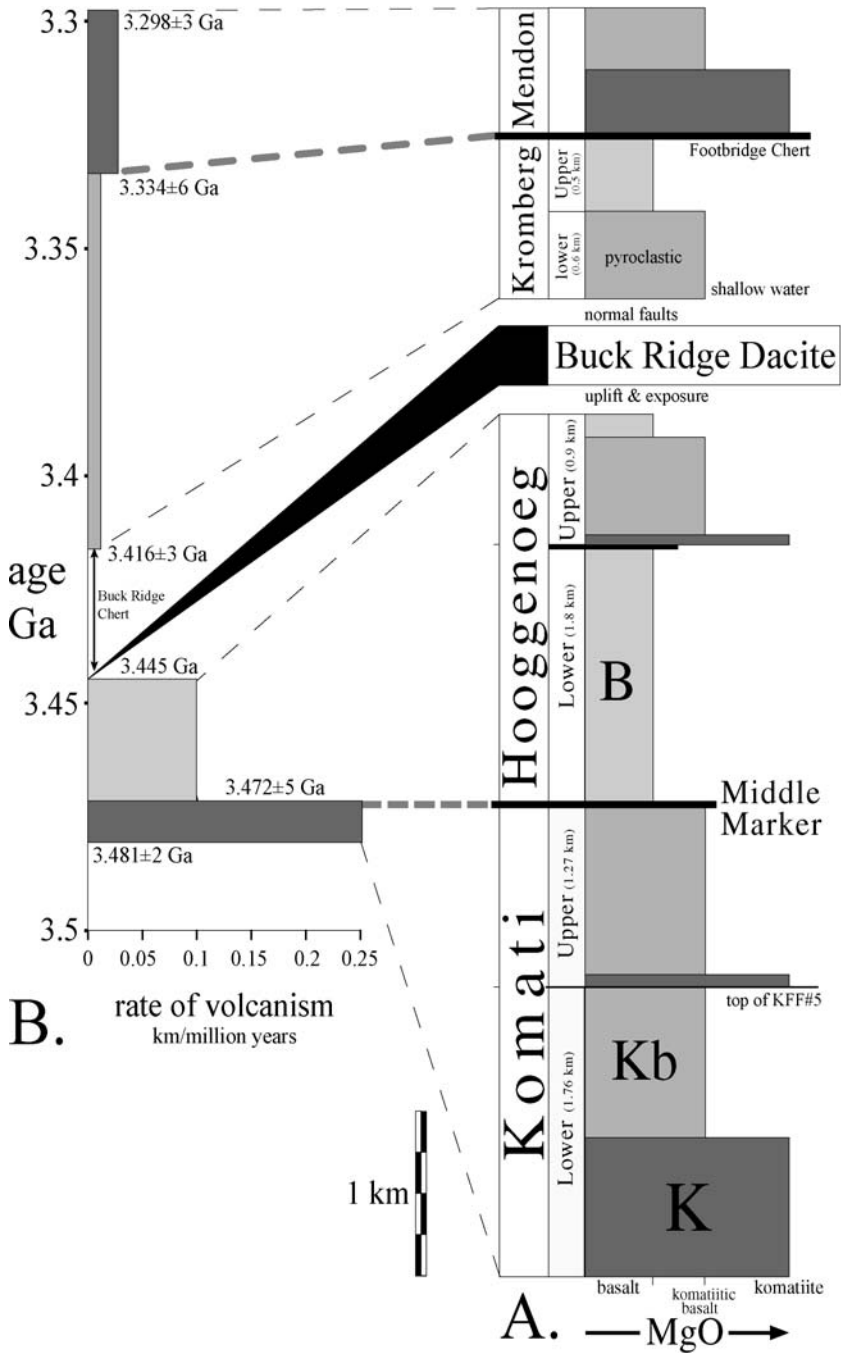 3.3
3.298±3 Ga
3.334±6 Ga
3.35
3.4
3.416±3 Ga
age
Ga
Buck Ridge
Chert
3.445 Ga
3.45
3.472±5 Ga
3.481±2 Ga
3.5
0 0.05 0.1 0.15 0.2 0.25
B.
rate of volcanism
km/million years
1 km
Mendon
Footbridge Chert
Kromberg
Upper
(0.5 km)
lower
(0.6 km)
pyroclastic
shallow water
normal faults
Buck Ridge Dacite
uplift & exposure
Hooggenoeg
Upper (0.9 km)
Lower (1.8 km)
B
Middle
Marker
Komati
Upper (1.27 km)
top of KFF#5
Lower (1.76 km)
Kb
K
basalt
komatiitic
basalt
komatiite
A.
MgO